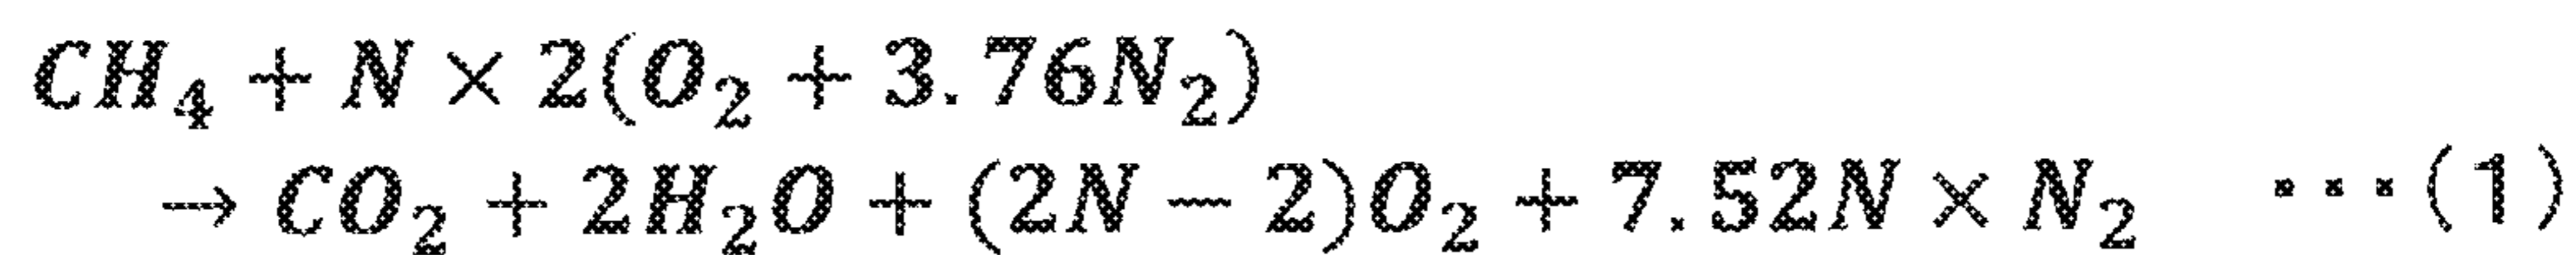 CH₄ + N × 2(O₂ + 3.76N₂)
→ CO₂ + 2H₂O + (2N − 2)O₂ + 7.52N × N₂ ･･･(1)